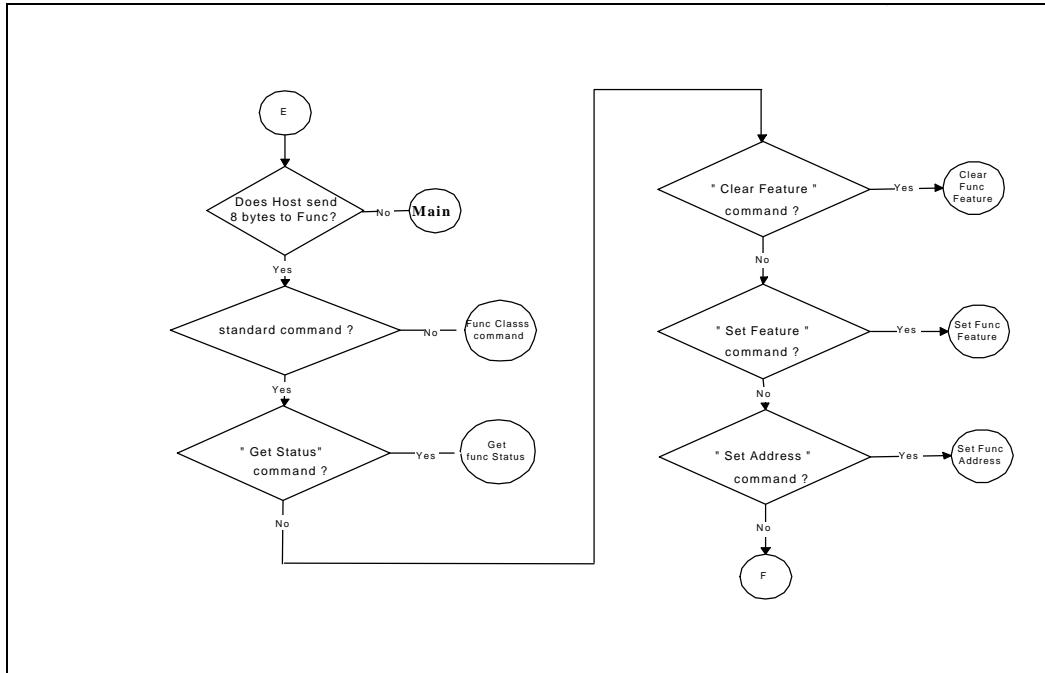 E
Does Host send
8 bytes to Func?
No
Main
Yes
standard command ?
No
Func Classs
command
Yes
" Get Status"
command ?
Yes
Get
func Status
No
" Clear Feature "
command ?
Yes
Clear
Func
Feature
No
" Set Feature "
command ?
Yes
Set Func
Feature
No
" Set Address "
command ?
Yes
Set Func
Address
No
F